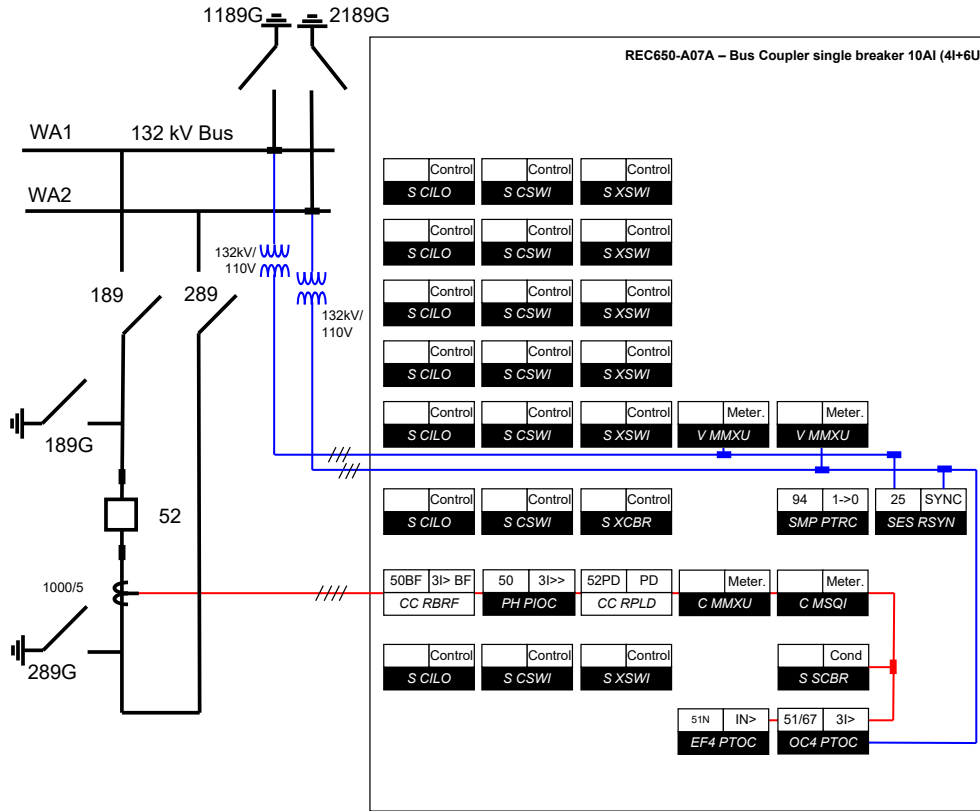 1189G 2189G
REC650-A07A – Bus Coupler single breaker 10AI (4I+6U
WA1 132 kV Bus
WA2
Control Control Control
S CILO S CSWI S XSWI
Control Control Control
S CILO S CSWI S XSWI
132kV/
110V
132kV/
110V
189 289
Control Control Control
S CILO S CSWI S XSWI
Control Control Control
S CILO S CSWI S XSWI
Control Control Control Meter. Meter.
S CILO S CSWI S XSWI V MMXU V MMXU
189G
52
Control Control Control 94 1->0 25 SYNC
S CILO S CSWI S XCBR SMP PTRC SES RSYN
1000/5
50BF 3I> BF 50 3I>> 52PD PD Meter. Meter.
CC RBRF PH PIOC CC RPLD C MMXU C MSQI
289G
Control Control Control Cond
S CILO S CSWI S XSWI S SCBR
51N IN> 51/67 3I>
EF4 PTOC OC4 PTOC